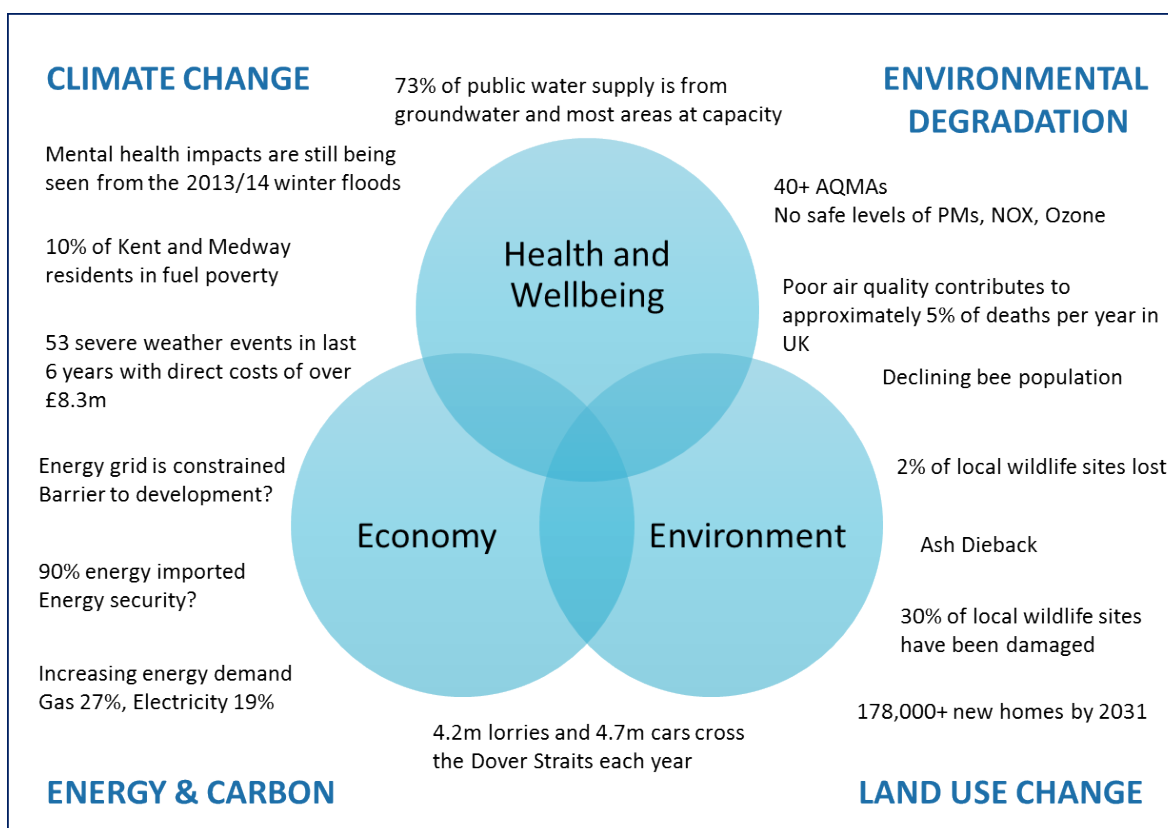 CLIMATE CHANGE
73% of public water supply is from
groundwater and most areas at capacity
ENVIRONMENTAL
DEGRADATION
Mental health impacts are still being
seen from the 2013/14 winter floods
40+ AQMAs
No safe levels of PMs, NOX, Ozone
10% of Kent and Medway
residents in fuel poverty
Health and
Wellbeing
Poor air quality contributes to
approximately 5% of deaths per year in
UK
53 severe weather events in last
6 years with direct costs of over
£8.3m
Declining bee population
Energy grid is constrained
Barrier to development?
2% of local wildlife sites lost
Economy
Environment
Ash Dieback
90% energy imported
Energy security?
30% of local wildlife sites
have been damaged
Increasing energy demand
Gas 27%, Electricity 19%
178,000+ new homes by 2031
4.2m lorries and 4.7m cars cross
the Dover Straits each year
ENERGY & CARBON
LAND USE CHANGE